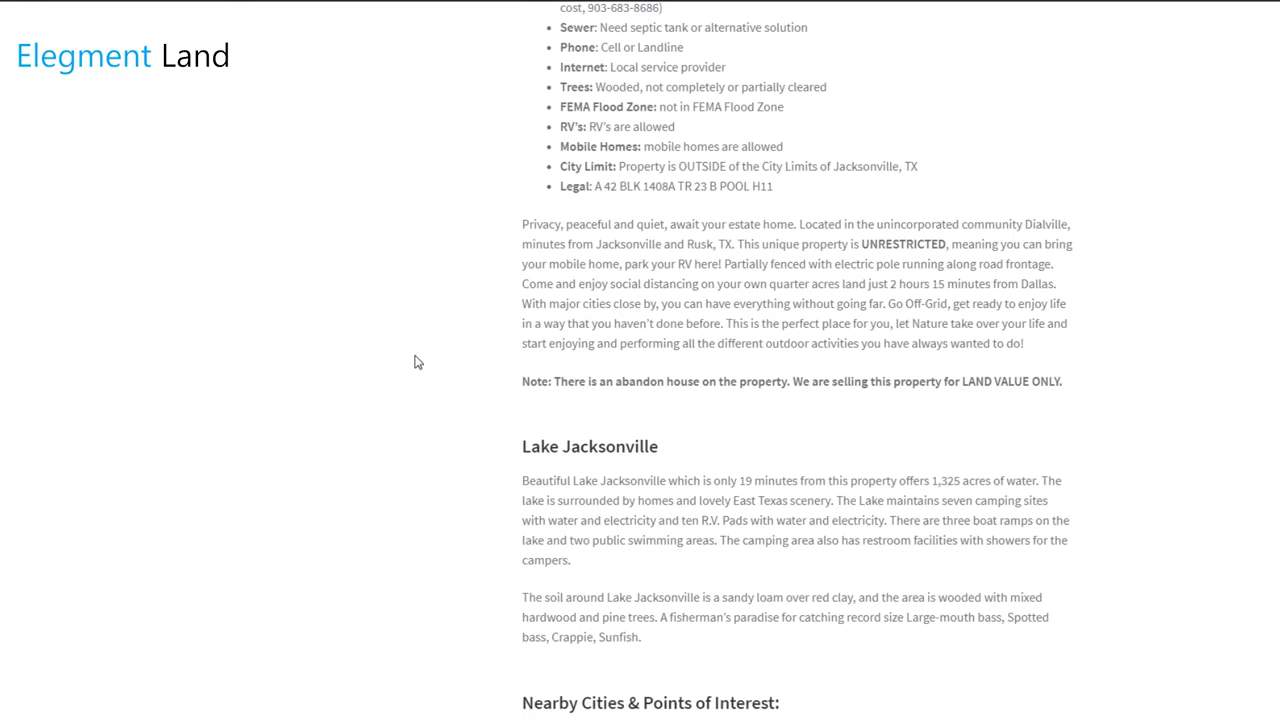 cost, 903-683-8686)
Elegment Land
• Sewer: Need septic tank or alternative solution
• Phone: Cell or Landline
• Internet: Local service provider
• Trees: Wooded, not completely or partially cleared
• FEMA Flood Zone: not in FEMA Flood Zone
• RV's: RV's are allowed
• Mobile Homes: mobile homes are allowed
• City Limit: Property is OUTSIDE of the City Limits of Jacksonville, TX
• Legal: A 42 BLK 1408A TR 23 B POOL H11
Privacy, peaceful and quiet, await your estate home. Located in the unincorporated community Dialville,
minutes from Jacksonville and Rusk, TX. This unique property is UNRESTRICTED, meaning you can bring
your mobile home, park your RV here! Partially fenced with electric pole running along road frontage.
Come and enjoy social distancing on your own quarter acres land just 2 hours 15 minutes from Dallas.
With major cities close by, you can have everything without going far. Go Off-Grid, get ready to enjoy life
in a way that you haven't done before. This is the perfect place for you, let Nature take over your life and
start enjoying and performing all the different outdoor activities you have always wanted to do!
Note: There is an abandon house on the property. We are selling this property for LAND VALUE ONLY.
Lake Jacksonville
Beautiful Lake Jacksonville which is only 19 minutes from this property offers 1,325 acres of water. The
lake is surrounded by homes and lovely East Texas scenery. The Lake maintains seven camping sites
with water and electricity and ten R.V. Pads with water and electricity. There are three boat ramps on the
lake and two public swimming areas. The camping area also has restroom facilities with showers for the
campers.
The soil around Lake Jacksonville is a sandy loam over red clay, and the area is wooded with mixed
hardwood and pine trees. A fisherman's paradise for catching record size Large-mouth bass, Spotted
bass, Crappie, Sunfish.
Nearby Cities & Points of Interest: